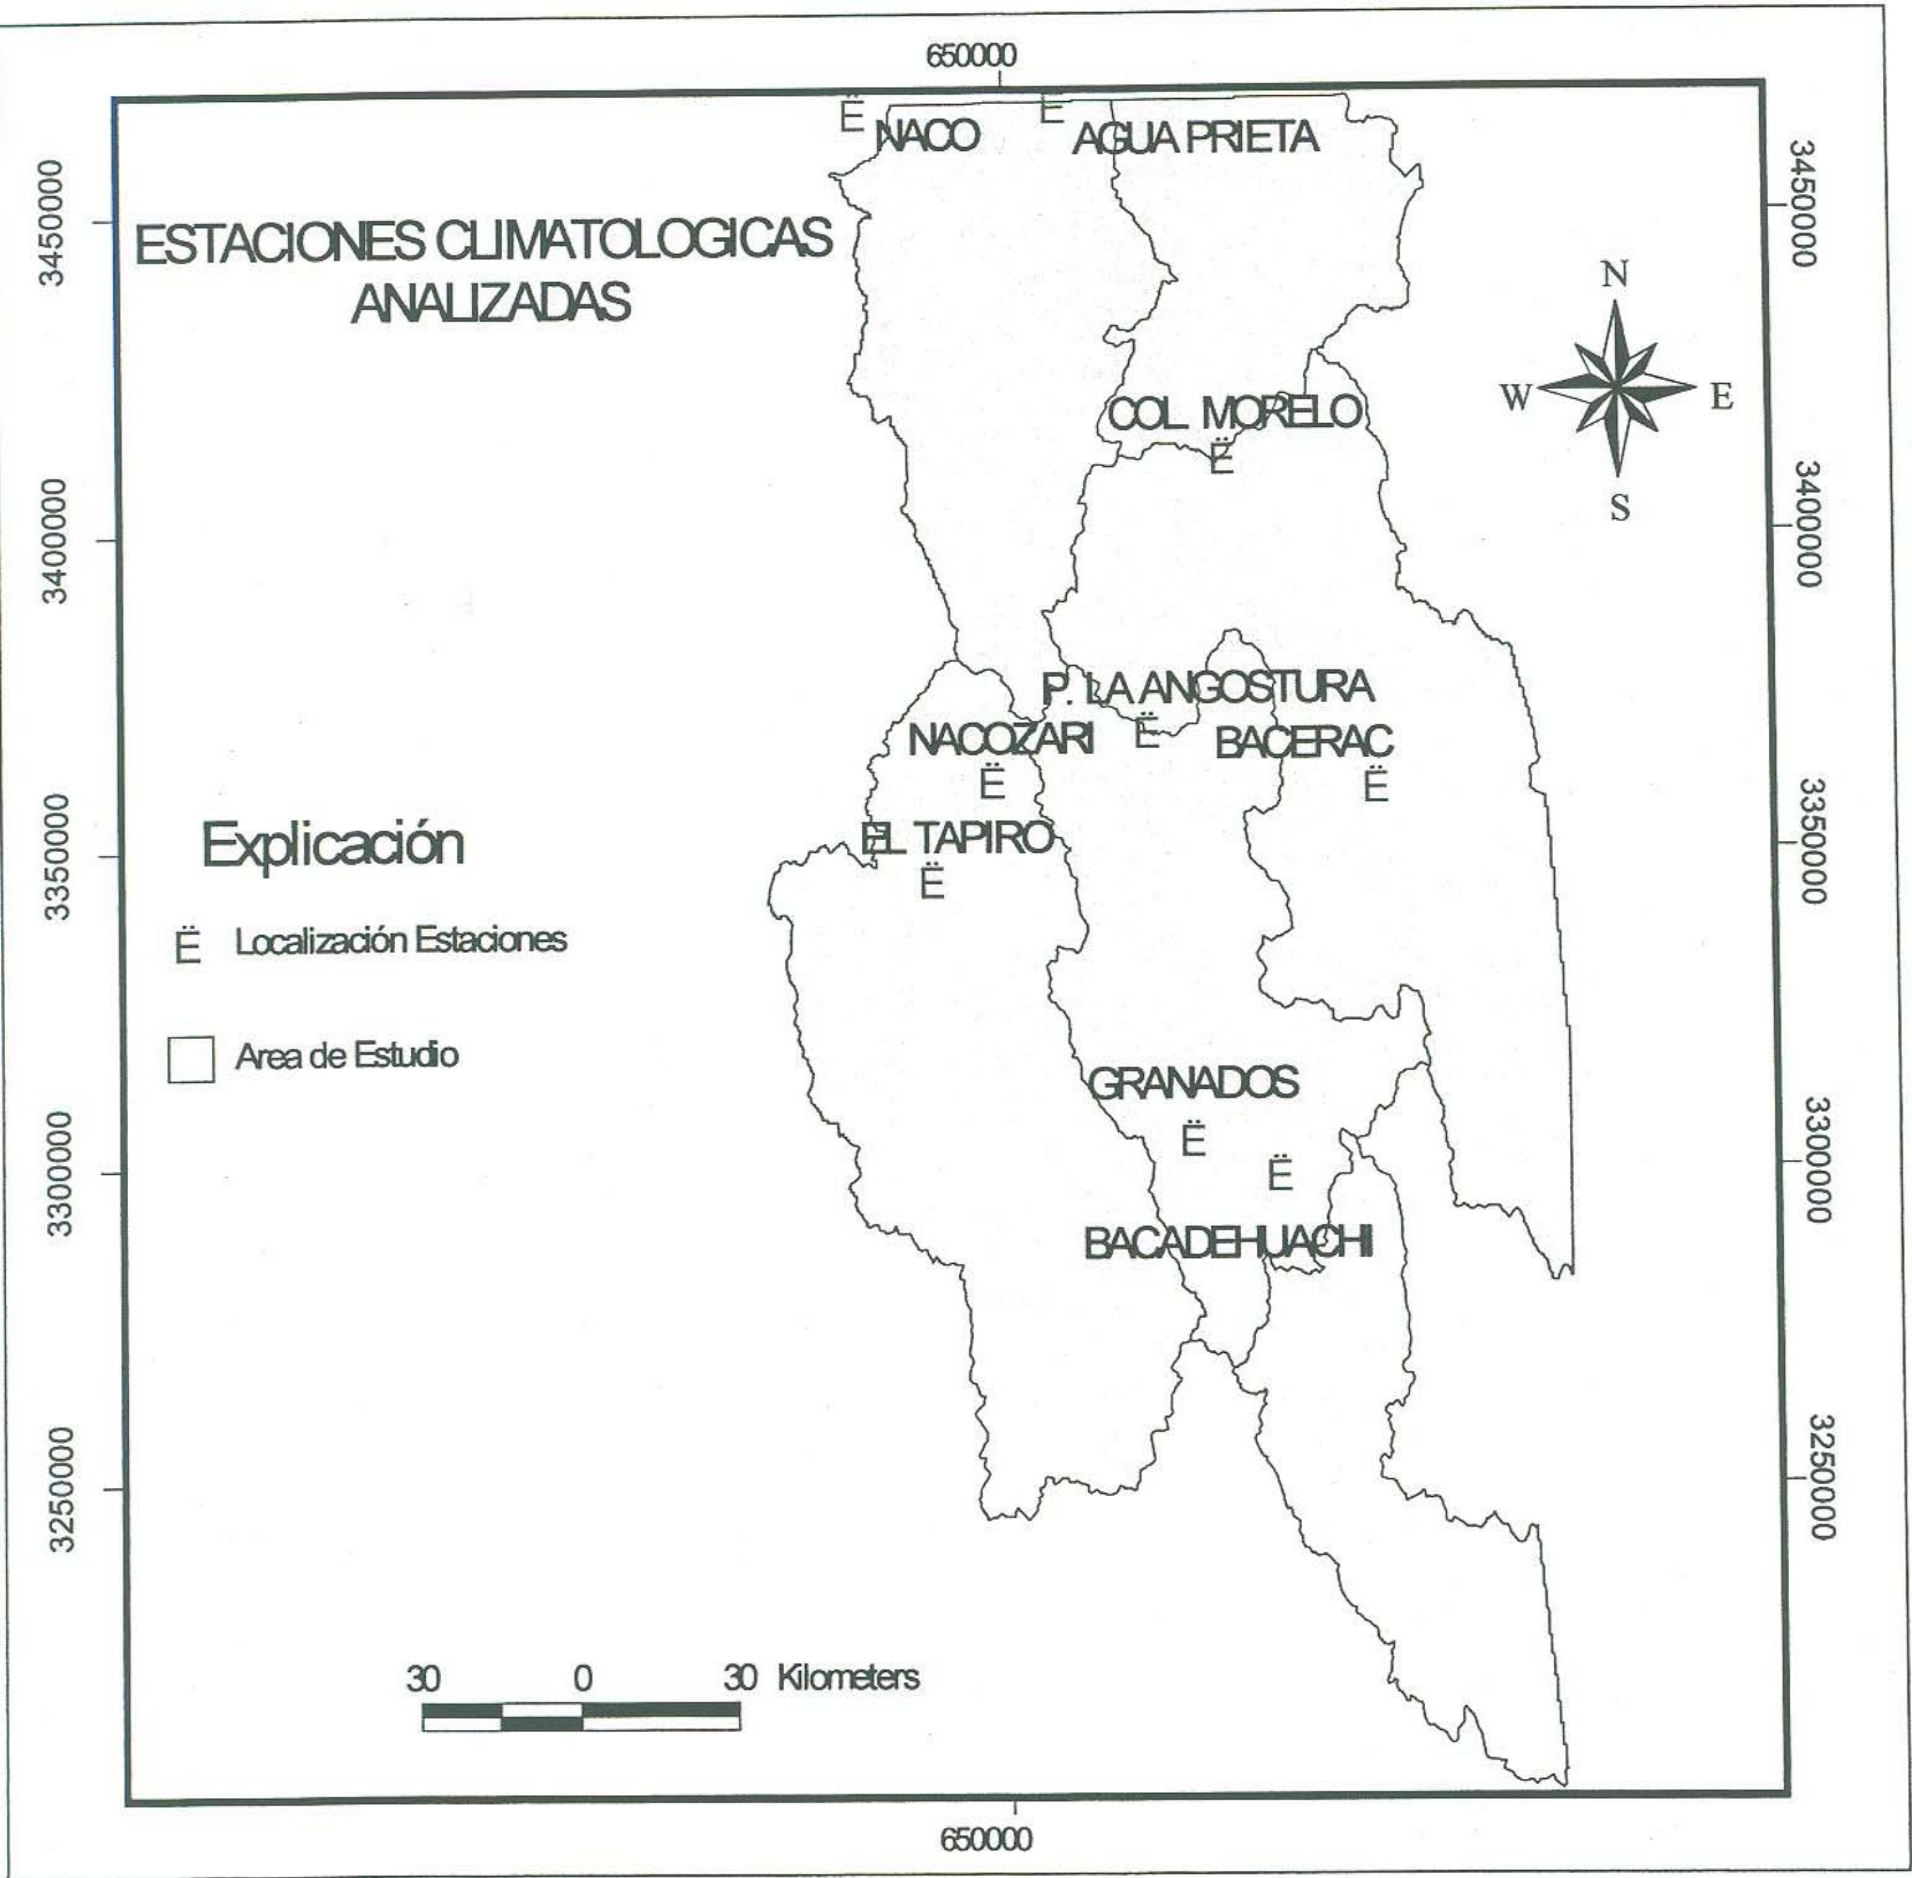 650000
Ë
NACO
Ë
AGUA PRIETA
3450000
3450000
ESTACIONES CLIMATOLOGICAS
ANALIZADAS
N
W
E
S
COL. MORELO
Ë
3400000
3400000
P. LA ANGOSTURA
Ë
NACOZARI
Ë
BACERAC
Ë
3350000
3350000
EL TAPIRO
Ë
Explicación
Ë Localización Estaciones
Area de Estudio
GRANADOS
Ë
Ë
BACADEHUACHI
3300000
3300000
3250000
3250000
30 0 30 Kilometers
650000